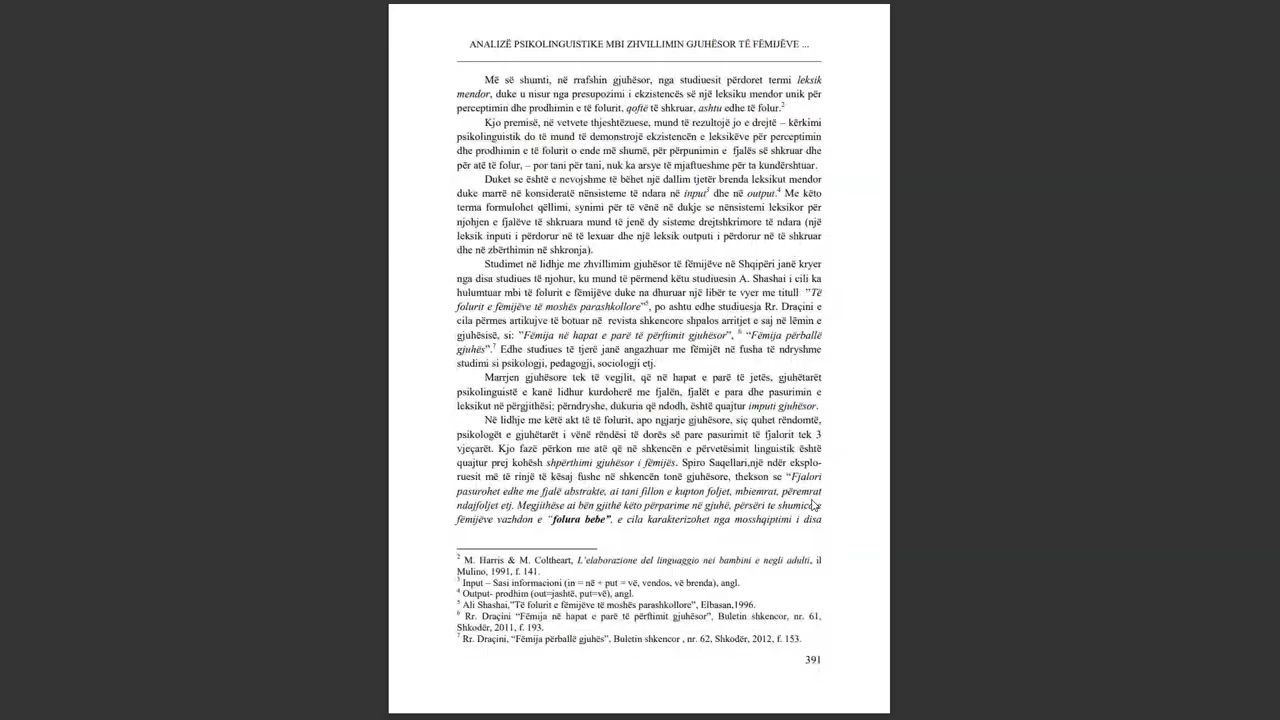 ANALIZË PSIKOLINGUISTIKE MBI ZHVILLIMIN GJUHËSOR TË FËMIJËVE ...
Më së shumti, në rrafshin gjuhësor, nga studiuesit përdoret termi leksik
mendor, duke u nisur nga presupozimi i ekzistencës së një leksiku mendor unik për
perceptimin dhe prodhimin e të folurit, qoftë të shkruar, ashtu edhe të folur.2
Kjo premisë, në vetvete thjeshtëzuese, mund të rezultojë jo e drejtë – kërkimi
psikolinguistik do të mund të demonstrojë ekzistencën e leksikëve për perceptimin
dhe prodhimin e të folurit o ende më shumë, për përpunimin e fjalës së shkruar dhe
për atë të folur, – por tani për tani, nuk ka arsye të mjaftueshme për ta kundërshtuar.
Duket se është e nevojshme të bëhet një dallim tjetër brenda leksikut mendor
duke marrë në konsideratë nënsisteme të ndara në input3 dhe në output.4 Me këto
terma formulohet qëllimi, synimi për të vënë në dukje se nënsistemi leksikor për
njohjen e fjalëve të shkruara mund të jenë dy sisteme drejtshkrimore të ndara (një
leksik inputi i përdorur në të lexuar dhe një leksik outputi i përdorur në të shkruar
dhe në zbërthimin në shkronja).
Studimet në lidhje me zhvillimin gjuhësor të fëmijëve në Shqipëri janë kryer
nga disa studiues të njohur, ku mund të përmend këtu studiuesin A. Shashai i cili ka
hulumtuar mbi të folurit e fëmijëve duke na dhuruar një libër te vyer me titull "Të
folurit e fëmijëve të moshës parashkollore"5, po ashtu edhe studiuesja Rr. Draçini e
cila përmes artikujve të botuar në revista shkencore shpalos arritjet e saj në lëmin e
gjuhësisë, si: "Fëmija në hapat e parë të përftimit gjuhësor", 6 "Fëmija përballë
gjuhës".7 Edhe studiues të tjerë janë angazhuar me fëmijët në fusha të ndryshme
studimi si psikologji, pedagogji, sociologji etj.
Marrjen gjuhësore tek të vegjlit, që në hapat e parë të jetës, gjuhëtarët
psikolinguistë e kanë lidhur kurdoherë me fjalën, fjalët e para dhe pasurimin e
leksikut në përgjithësi; përndryshe, dukuria që ndodh, është quajtur imputi gjuhësor.
Në lidhje me këtë akt të të folurit, apo ngjarje gjuhësore, siç quhet rëndomtë,
psikologët e gjuhëtarët i vënë rëndësi të dorës së pare pasurimit të fjalorit tek 3
vjeçarët. Kjo fazë përkon me atë që në shkencën e përvetësimit linguistik është
quajtur prej kohësh shpërthimi gjuhësor i fëmijës. Spiro Saqellari,një ndër eksplo-
ruesit më të rinjë të kësaj fushe në shkencën tonë gjuhësore, thekson se "Fjalori
pasurohet edhe me fjalë abstrakte, ai tani fillon e kupton foljet, mbiemrat, përemrat
ndajfoljet etj. Megjithëse ai bën gjithë këto përparime në gjuhë, përsëri te shumica e
fëmijëve vazhdon e "folura bebe", e cila karakterizohet nga mosshqiptimi i disa
2 M. Harris & M. Coltheart, L'elaborazione del linguaggio nei bambini e negli adulti, il
Mulino, 1991, f. 141.
3 Input – Sasi informacioni (in = në + put = vë, vendos, vë brenda), angl.
4 Output- prodhim (out=jashtë, put=vë), angl.
5 Ali Shashai,"Të folurit e fëmijëve të moshës parashkollore", Elbasan,1996.
6 Rr. Draçini "Fëmija në hapat e parë të përftimit gjuhësor", Buletin shkencor, nr. 61,
Shkodër, 2011, f. 193.
7 Rr. Draçini, "Fëmija përballë gjuhës", Buletin shkencor , nr. 62, Shkodër, 2012, f. 153.
391